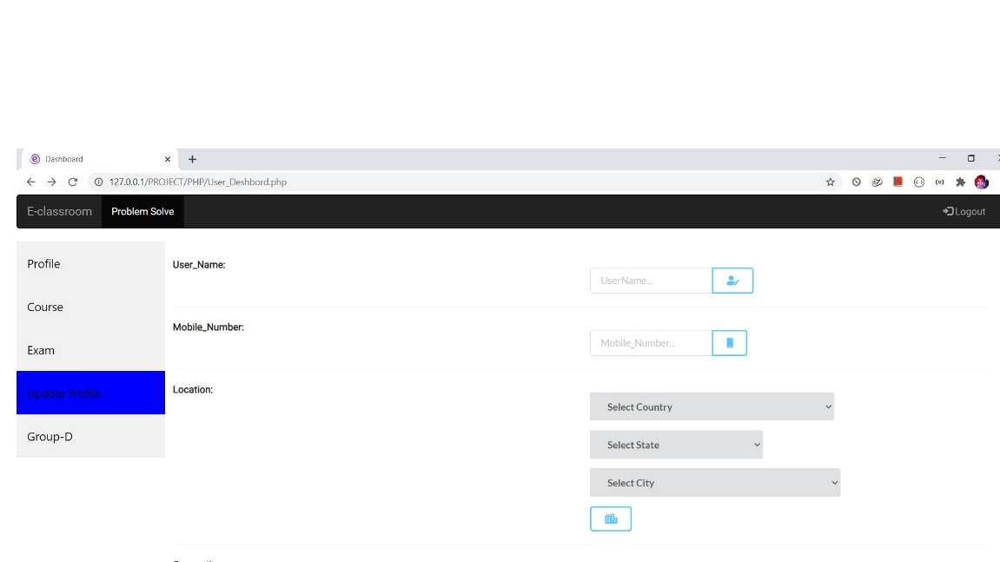 Dashboard
127.0.0.1/PROJECT/PHP/User_Deshbord.php
E-classroom Problem Solve Logout
Profile
Course
Exam
Update Profile
Group-D
User_Name:
UserName...
Mobile_Number:
Mobile_Number...
Location:
Select Country
Select State
Select City